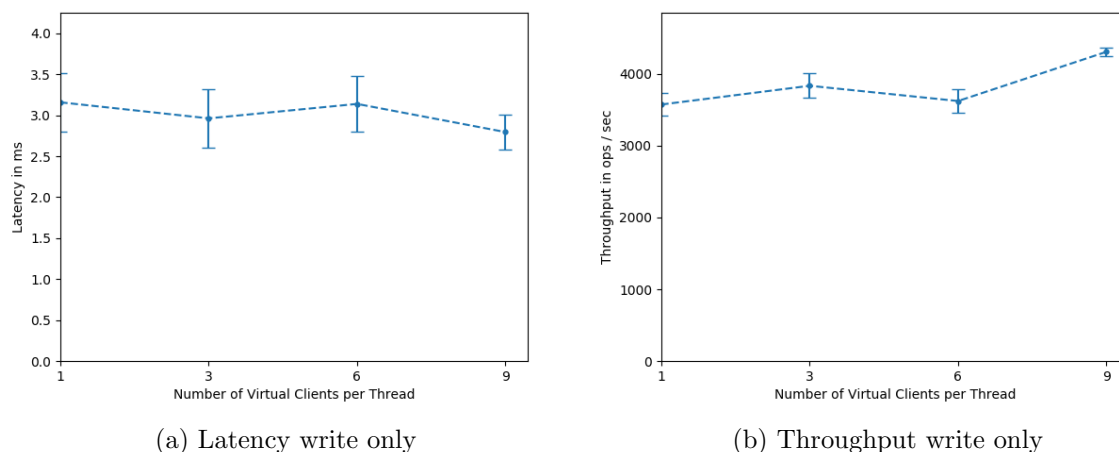 4.0
3.5
3.0
2.5
2.0
1.5
1.0
0.5
0.0
Latency in ms
1 3 6 9
Number of Virtual Clients per Thread
(a) Latency write only
4000
3000
2000
1000
0
Throughput in ops / sec
1 3 6 9
Number of Virtual Clients per Thread
(b) Throughput write only